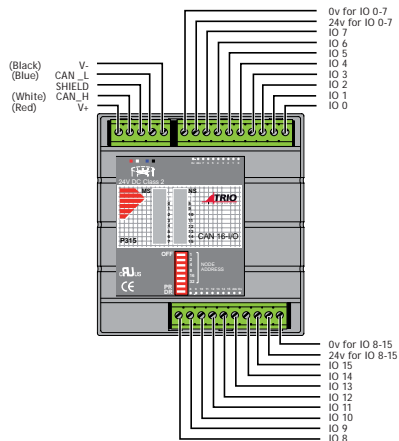 0v for IO 0-7
24v for IO 0-7
IO 7
IO 6
IO 5
IO 4
IO 3
IO 2
IO 1
IO 0
(Black) V-
(Blue) CAN _L
SHIELD
(White) CAN_H
(Red) V+
24V DC Class 2
MS NS
TRIO
P315 CAN 16-I/O
OFF
NODE
ADDRESS
PR
DR
US
CE
0v for IO 8-15
24v for IO 8-15
IO 15
IO 14
IO 13
IO 12
IO 11
IO 10
IO 9
IO 8